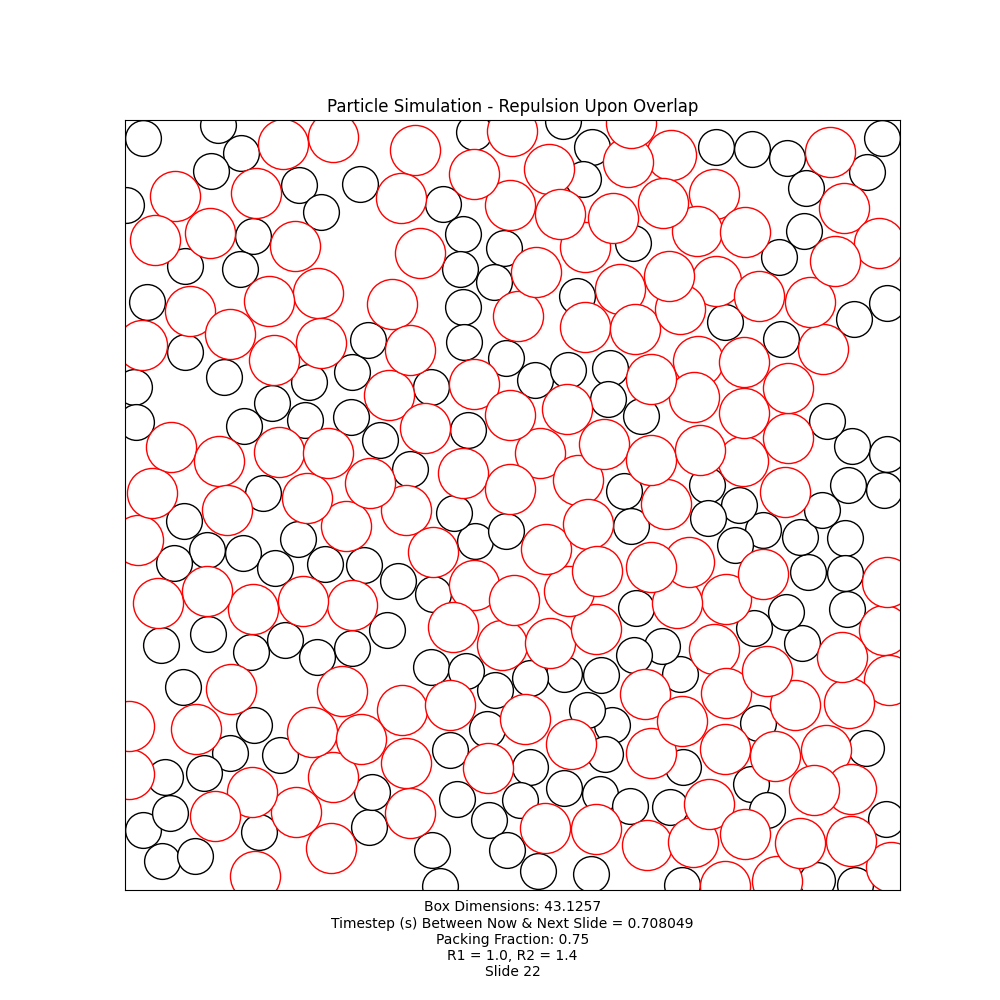 Particle Simulation - Repulsion Upon Overlap
Box Dimensions: 43.1257
Timestep (s) Between Now & Next Slide = 0.708049
Packing Fraction: 0.75
R1 = 1.0, R2 = 1.4
Slide 22